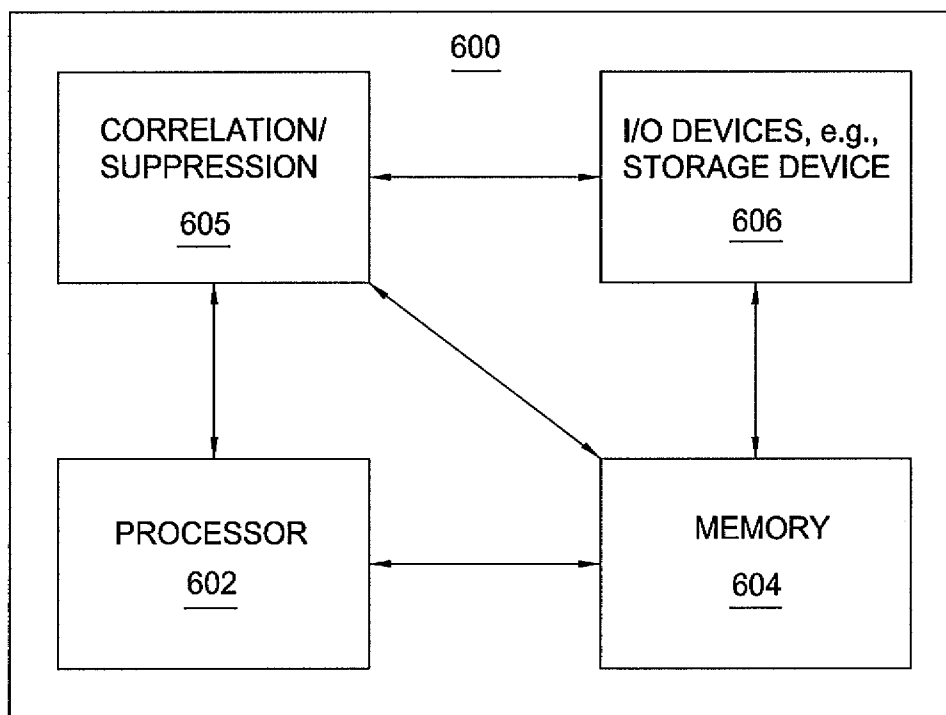 600
CORRELATION/
SUPPRESSION
605
I/O DEVICES, e.g.,
STORAGE DEVICE
606
PROCESSOR
602
MEMORY
604